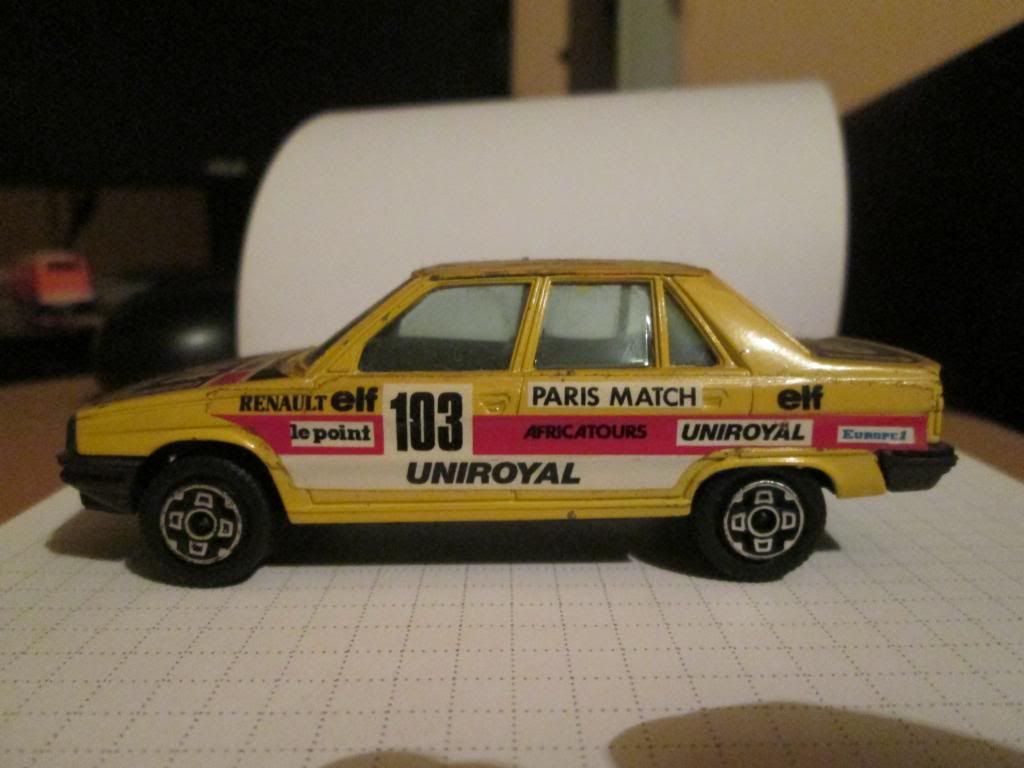 RENAULT elf
le point
103
PARIS MATCH
elf
AFRICATOURS
UNIROYAL
EUROPE 1
UNIROYAL